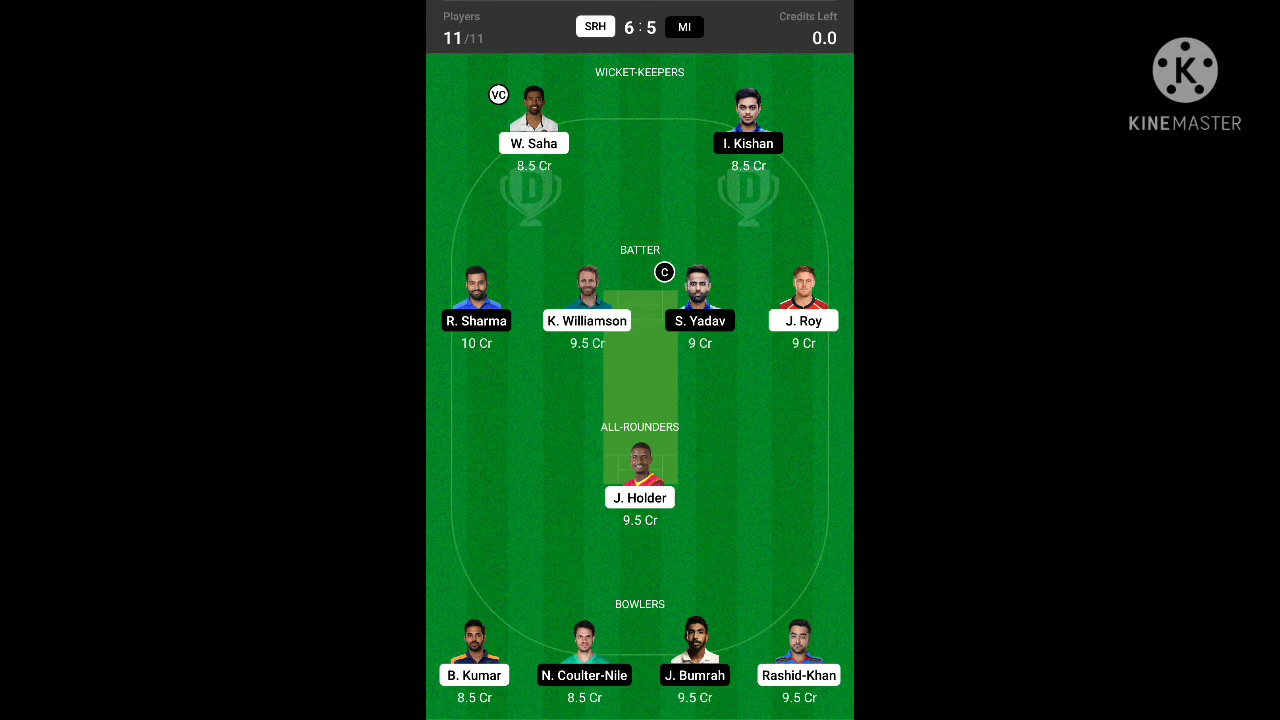 Players
SRH 6 : 5 MI
Credits Left
11/11
0.0
WICKET-KEEPERS
VC
W. Saha I. Kishan
8.5 Cr 8.5 Cr
D D
BATTER
C
R. Sharma K. Williamson S. Yadav J. Roy
10 Cr 9.5 Cr 9 Cr 9 Cr
ALL-ROUNDERS
J. Holder
9.5 Cr
BOWLERS
B. Kumar N. Coulter-Nile J. Bumrah Rashid-Khan
8.5 Cr 8.5 Cr 9.5 Cr 9.5 Cr
K
KINEMASTER